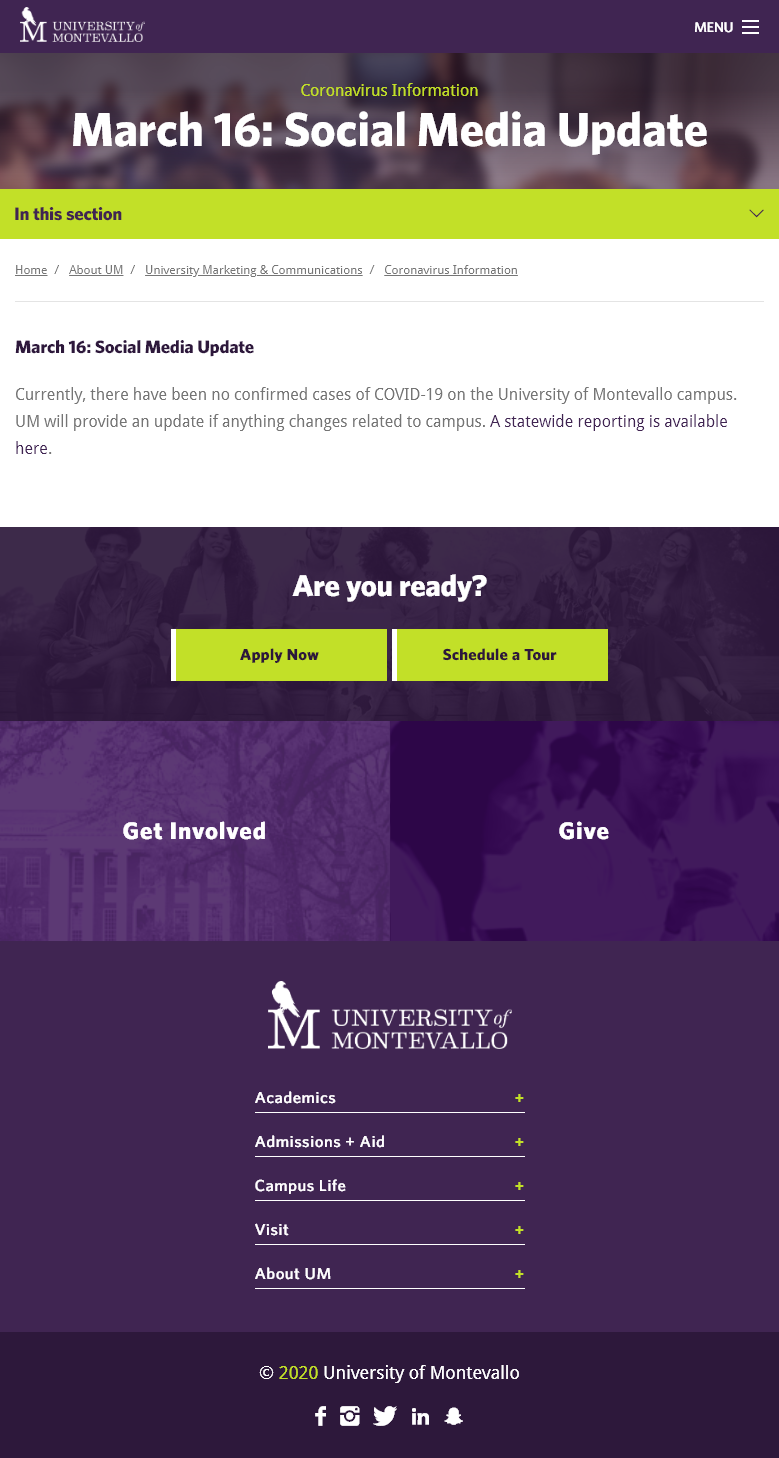 UNIVERSITY of
MONTEVALLO
MENU
Coronavirus Information
March 16: Social Media Update
In this section
Home / About UM / University Marketing & Communications / Coronavirus Information
March 16: Social Media Update
Currently, there have been no confirmed cases of COVID-19 on the University of Montevallo campus.
UM will provide an update if anything changes related to campus. A statewide reporting is available
here.
Are you ready?
Apply Now
Schedule a Tour
Get Involved
Give
UNIVERSITY of
MONTEVALLO
Academics +
Admissions + Aid +
Campus Life +
Visit +
About UM +
© 2020 University of Montevallo